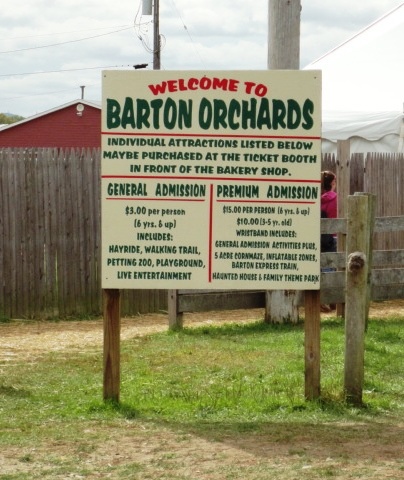 WELCOME TO
BARTON ORCHARDS
INDIVIDUAL ATTRACTIONS LISTED BELOW
MAYBE PURCHASED AT THE TICKET BOOTH
IN FRONT OF THE BAKERY SHOP.
GENERAL ADMISSION
$3.00 per person
(6 yrs. & up)
INCLUDES:
HAYRIDE, WALKING TRAIL,
PETTING ZOO, PLAYGROUND,
LIVE ENTERTAINMENT
PREMIUM ADMISSION
$15.00 PER PERSON (6 yrs. & up)
$10.00 (3-5 yr. old)
WRISTBAND INCLUDES:
GENERAL ADMISSION ACTIVITIES PLUS,
5 ACRE CORNMAZE, INFLATABLE ZONES,
BARTON EXPRESS TRAIN,
HAUNTED HOUSE & FAMILY THEME PARK